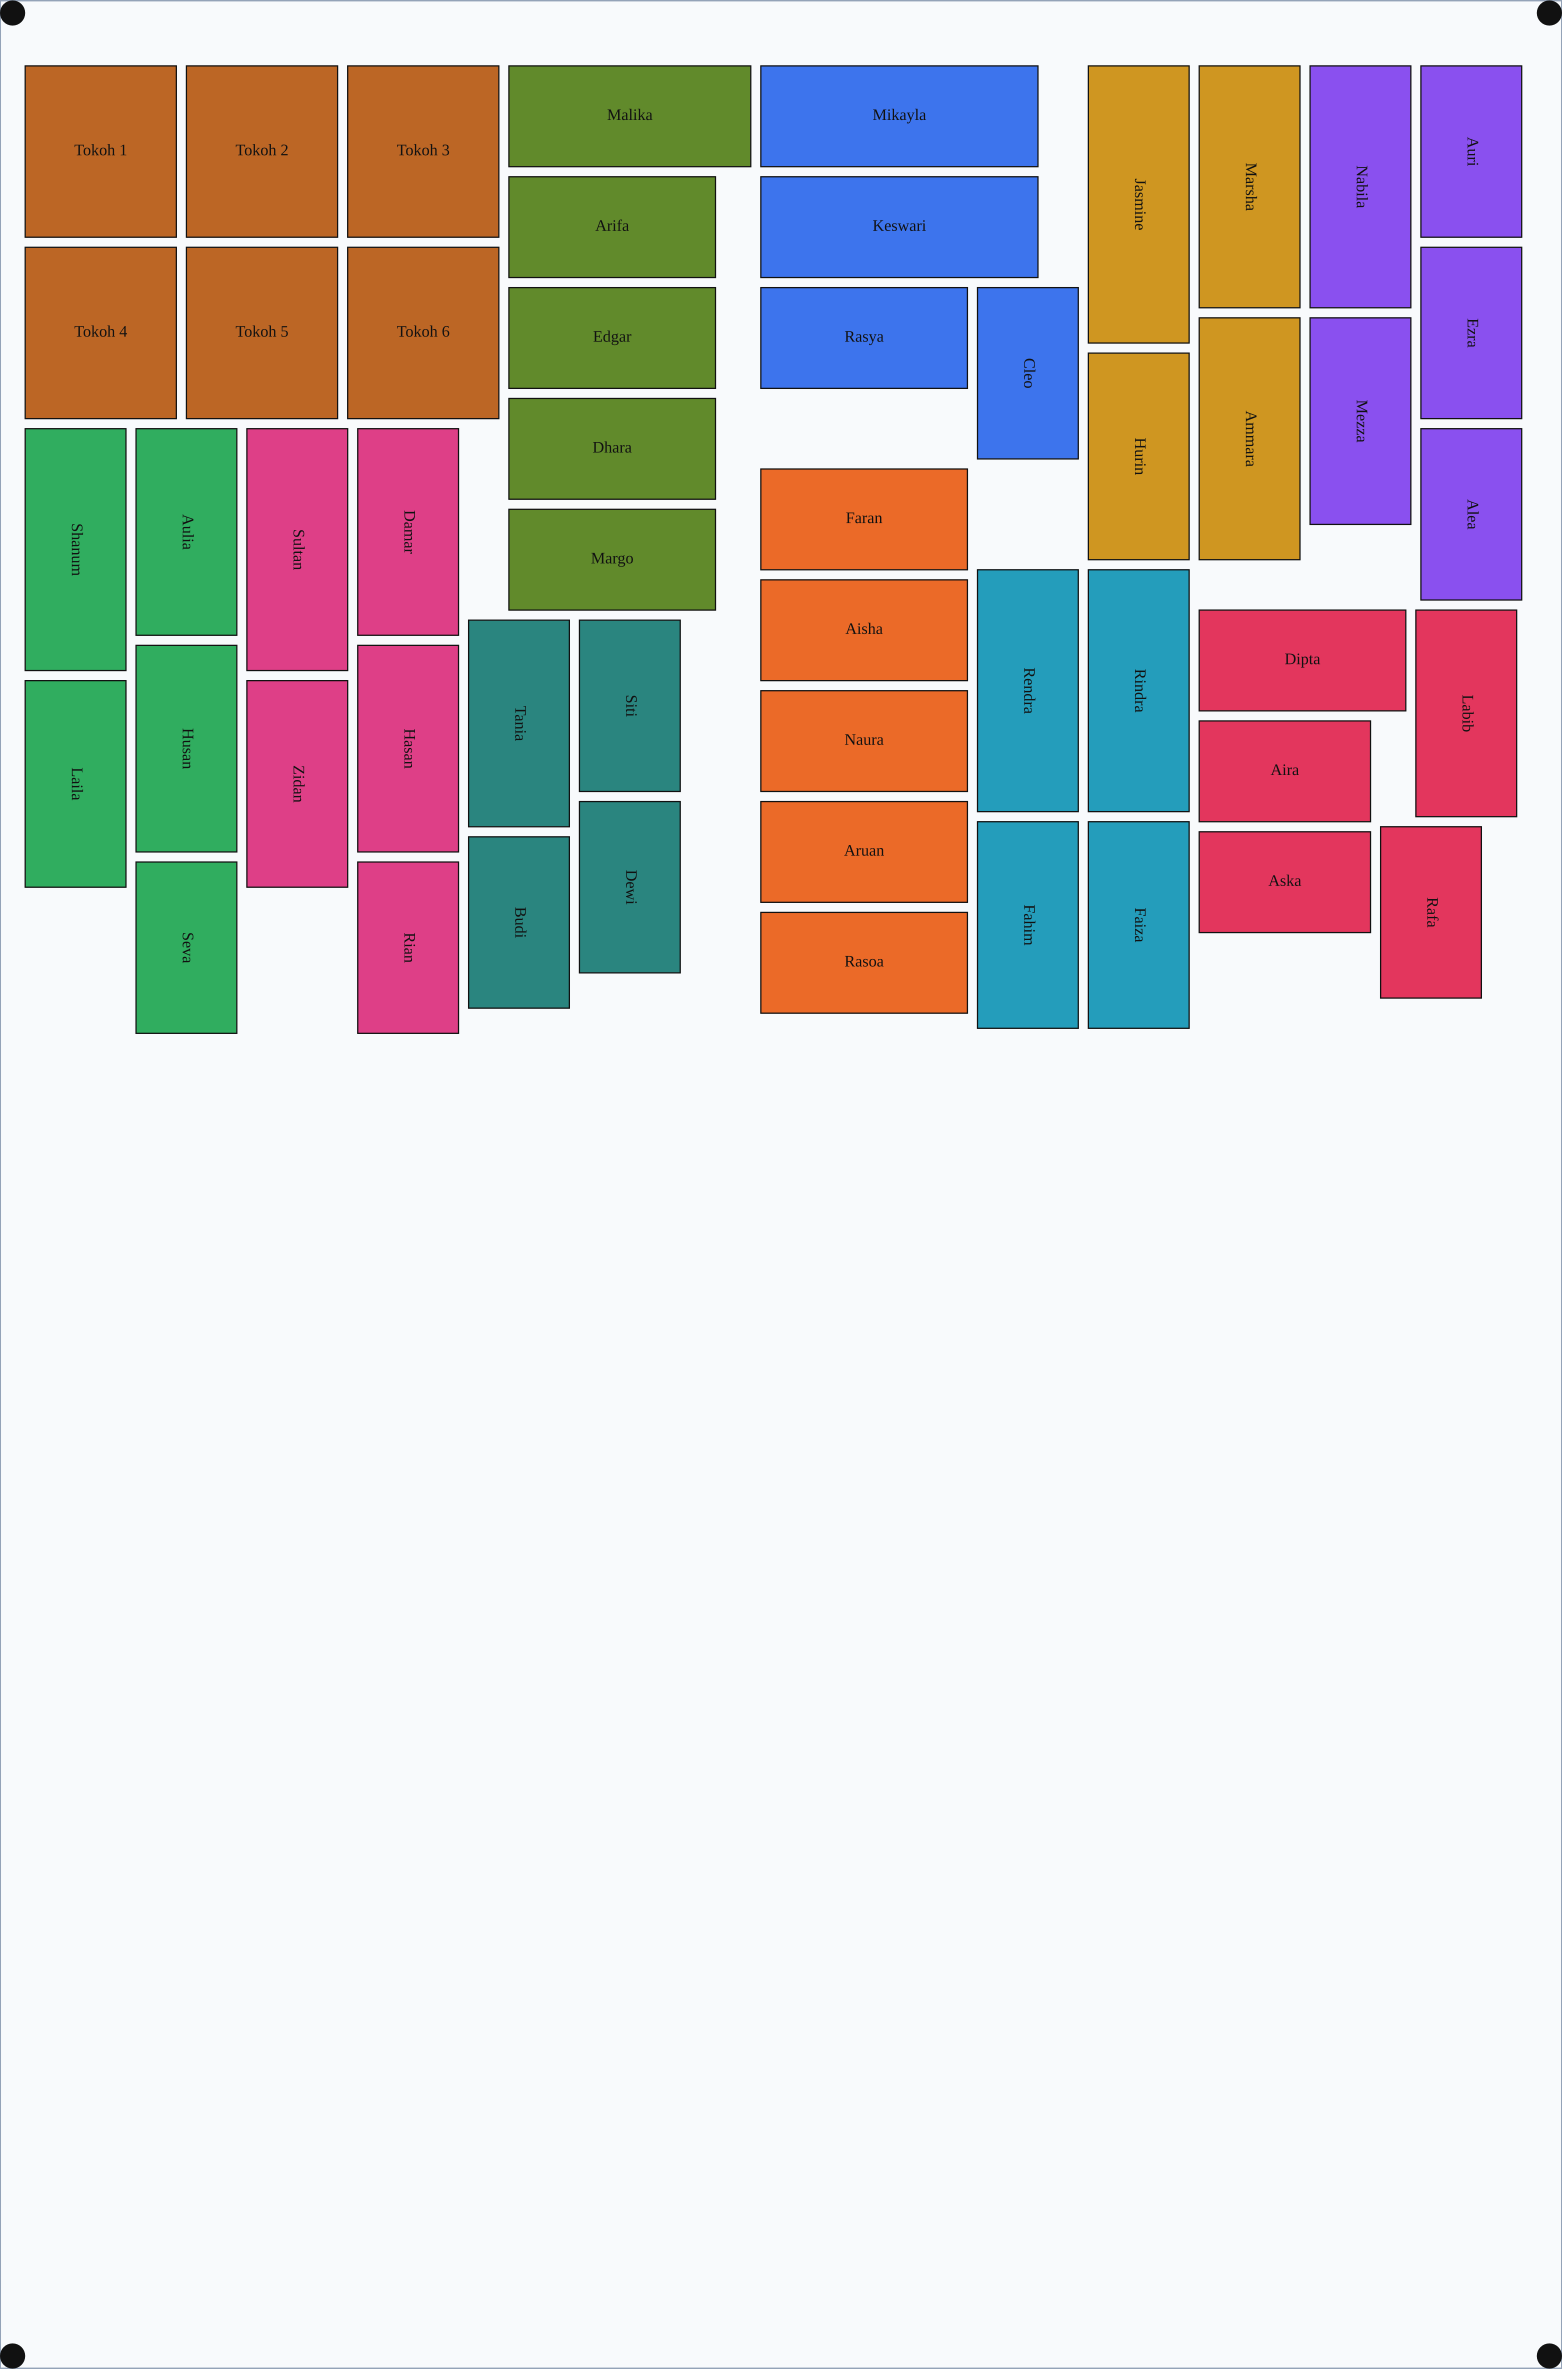 Tokoh 1
Tokoh 2
Tokoh 3
Malika
Mikayla
Jasmine
Marsha
Nabila
Auri
Arifa
Keswari
Tokoh 4
Tokoh 5
Tokoh 6
Edgar
Rasya
Cleo
Hurin
Ammara
Mezza
Ezra
Dhara
Shanum
Aulia
Sultan
Damar
Margo
Faran
Alea
Aisha
Laila
Husan
Zidan
Hasan
Tania
Siti
Naura
Rendra
Rindra
Dipta
Labib
Aira
Aruan
Aska
Seva
Rian
Budi
Dewi
Rasoa
Fahim
Faiza
Rafa